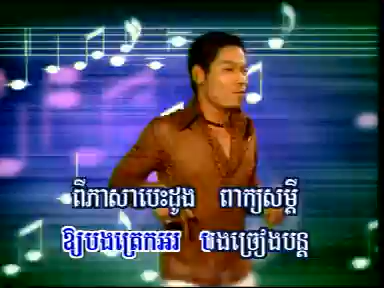 ពីភាសាបេះដូង ពាក្យសម្ដី
ឱ្យបងត្រេកអរ បងច្រៀងបន្ត